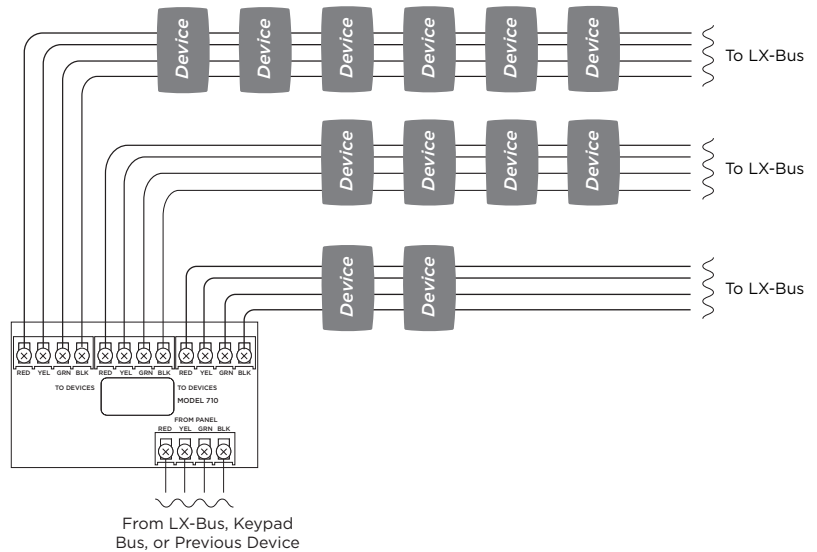 Device Device Device Device Device Device
To LX-Bus
Device Device Device Device
To LX-Bus
Device Device
To LX-Bus
RED YEL GRN BLK RED YEL GRN BLK RED YEL GRN BLK
TO DEVICES TO DEVICES
MODEL 710
FROM PANEL
RED YEL GRN BLK
From LX-Bus, Keypad
Bus, or Previous Device